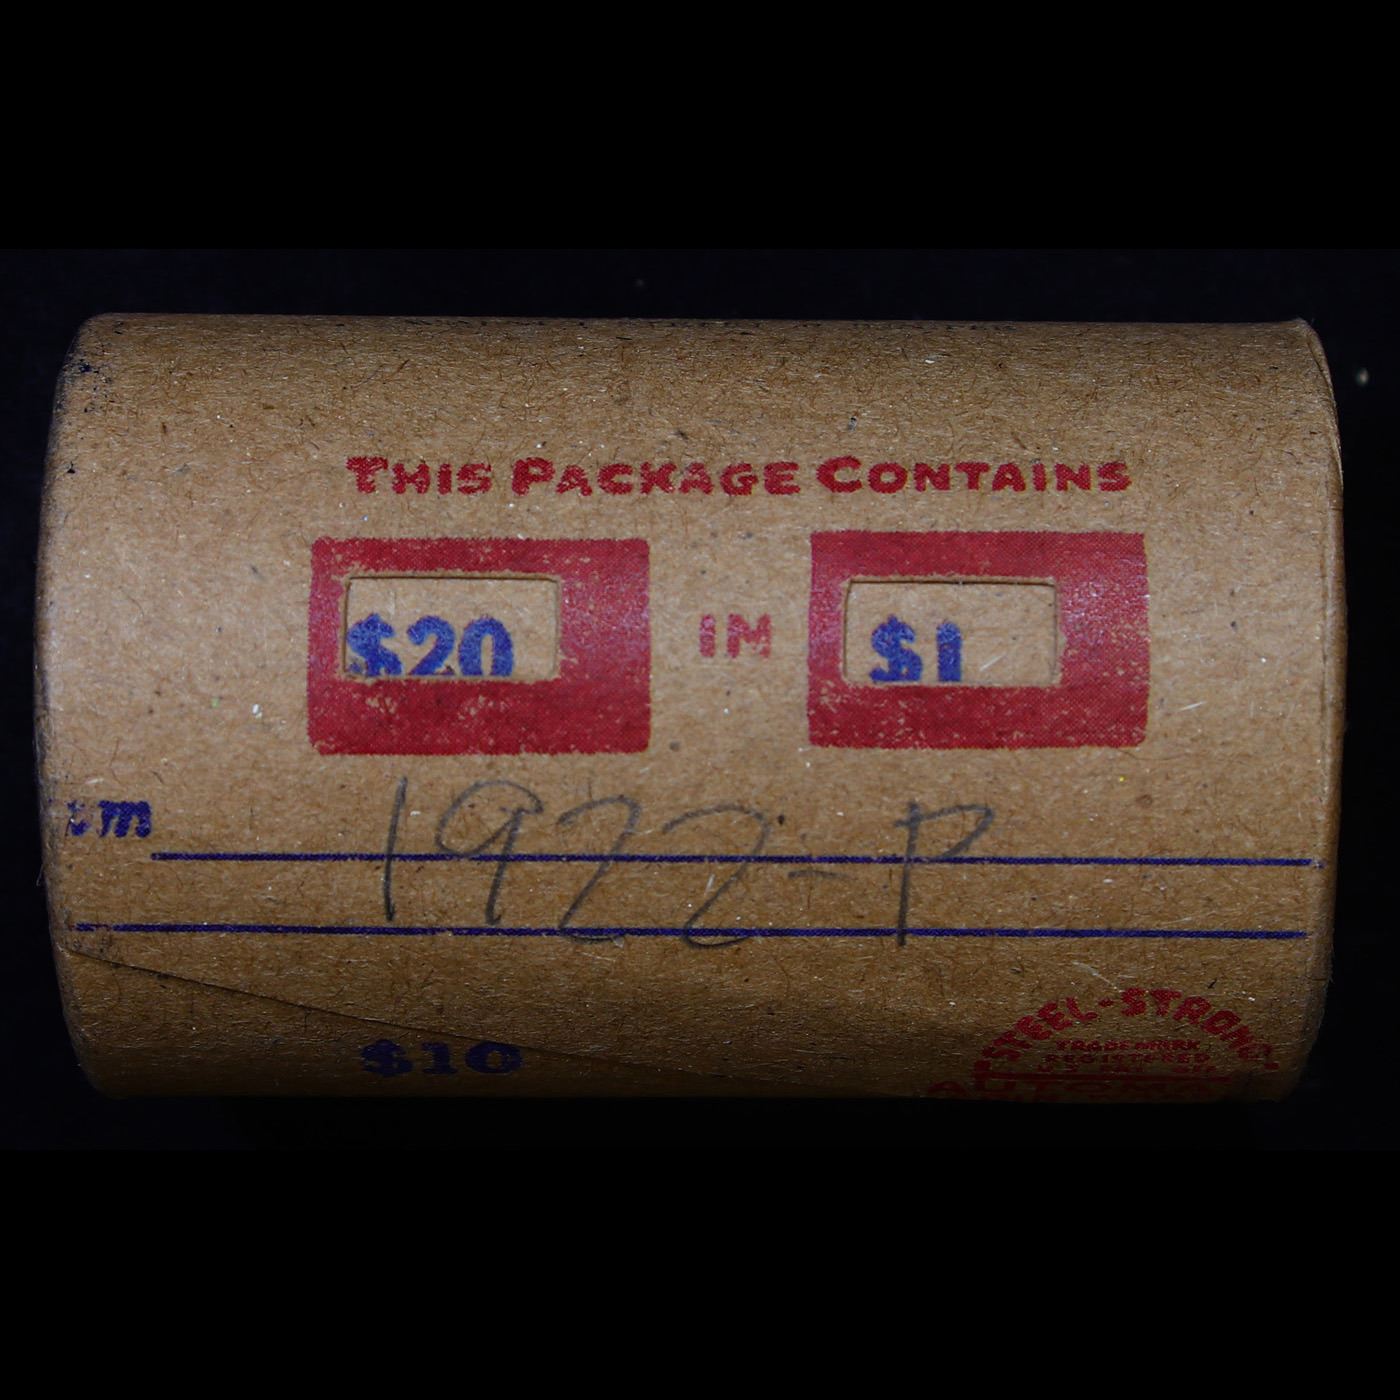 THIS PACKAGE CONTAINS
$20 IN $1
1922-P
$10
STEEL-STRONG
TRADEMARK
REGISTERED